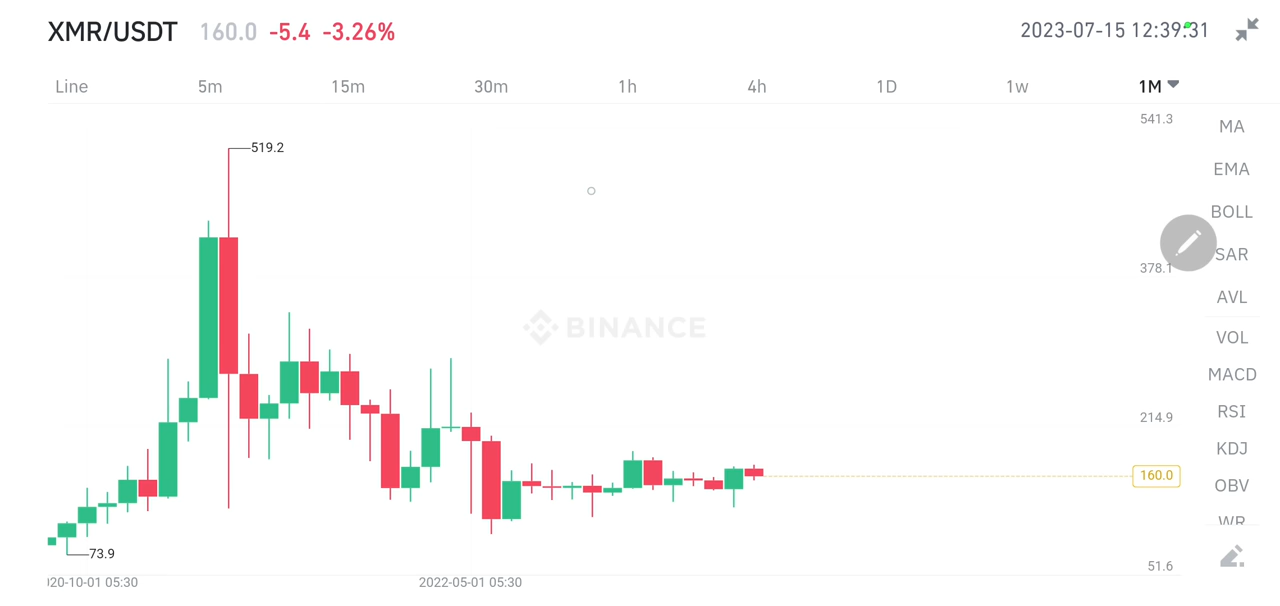 XMR/USDT 160.0 -5.4 -3.26% 2023-07-15 12:39:31
Line 5m 15m 30m 1h 4h 1D 1w 1M
541.3
MA
519.2
EMA
BOLL
SAR
378.1
AVL
BINANCE
VOL
MACD
RSI
214.9
KDJ
160.0
OBV
WR
73.9
51.6
20-10-01 05:30 2022-05-01 05:30